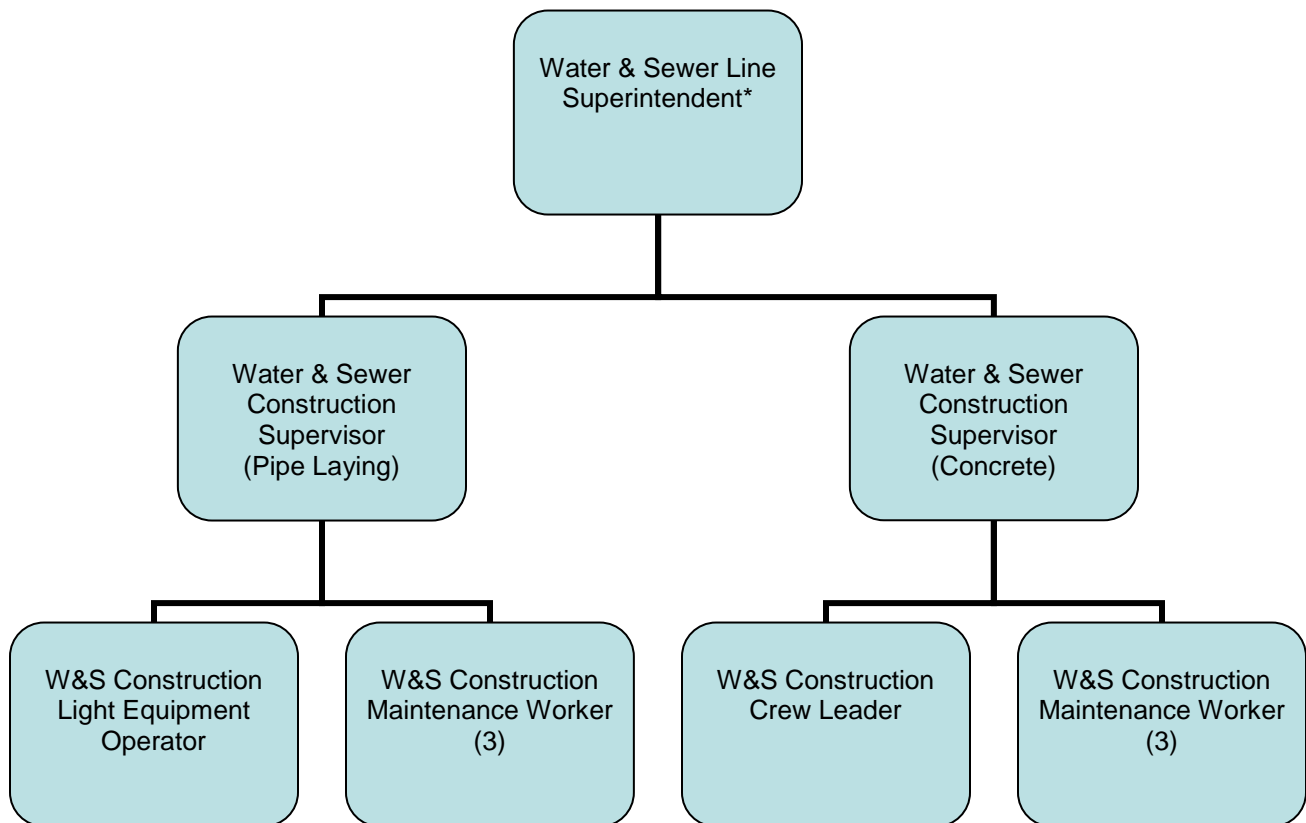 Water & Sewer Line
Superintendent*
Water & Sewer
Construction
Supervisor
(Pipe Laying)
Water & Sewer
Construction
Supervisor
(Concrete)
W&S Construction
Light Equipment
Operator
W&S Construction
Maintenance Worker
(3)
W&S Construction
Crew Leader
W&S Construction
Maintenance Worker
(3)